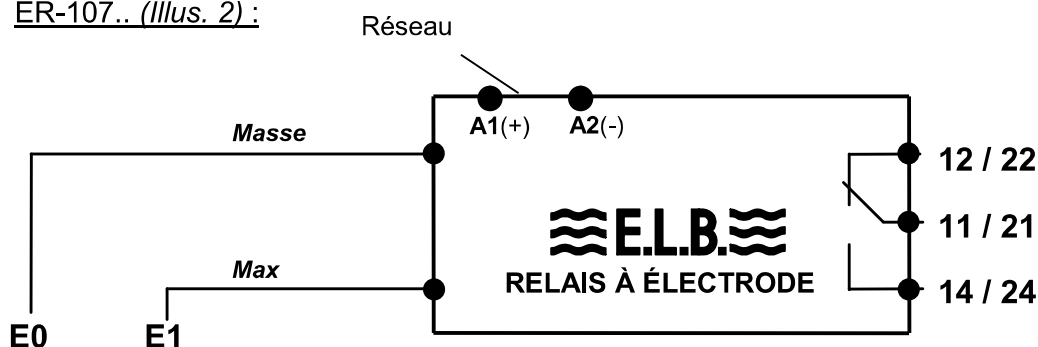 ER-107.. (Illus. 2) :
Réseau
A1(+) A2(-)
Masse
12 / 22
E.L.B.
11 / 21
Max
RELAIS À ÉLECTRODE
14 / 24
E0 E1